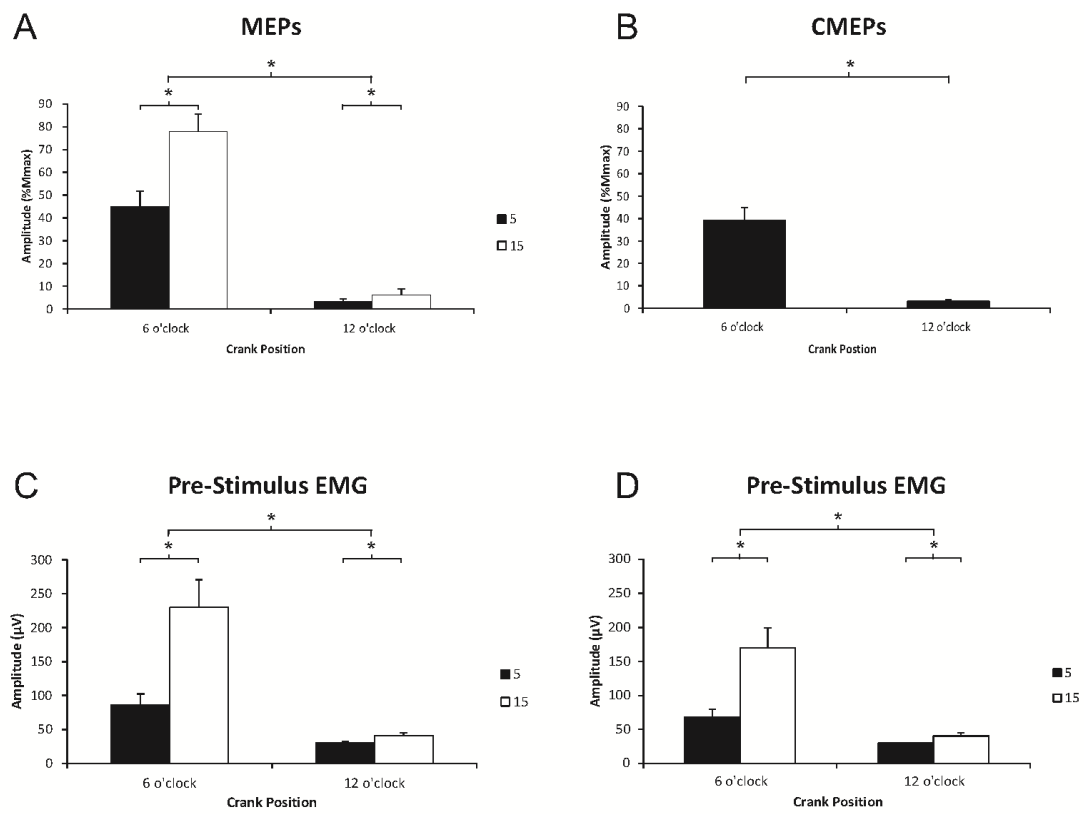 A
MEPs
*
*
*
90
80
70
60
50
40
30
20
10
0
Amplitude (%Mmax)
6 o'clock
12 o'clock
Crank Position
5
15
B
CMEPs
*
90
80
70
60
50
40
30
20
10
0
Amplitude (%Mmax)
6 o'clock
12 o'clock
Crank Postion
C
Pre-Stimulus EMG
*
*
*
300
250
200
150
100
50
0
Amplitude (µV)
6 o'clock
12 o'clock
Crank Position
5
15
D
Pre-Stimulus EMG
*
*
*
300
250
200
150
100
50
0
Amplitude (µV)
6 o'clock
12 o'clock
Crank Position
5
15